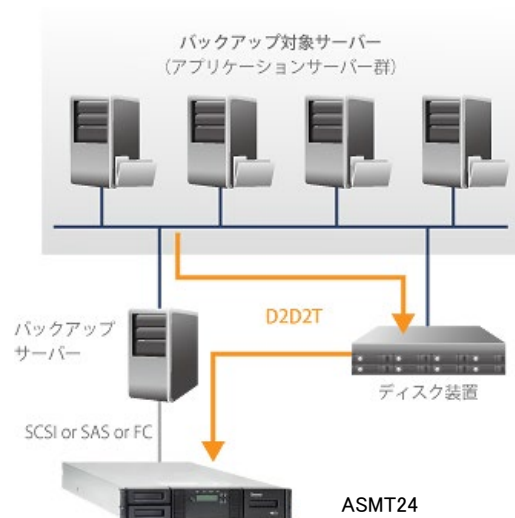 バックアップ対象サーバー
（アプリケーションサーバー群）
D2D2T
バックアップ
サーバー
ディスク装置
SCSI or SAS or FC
ASMT24